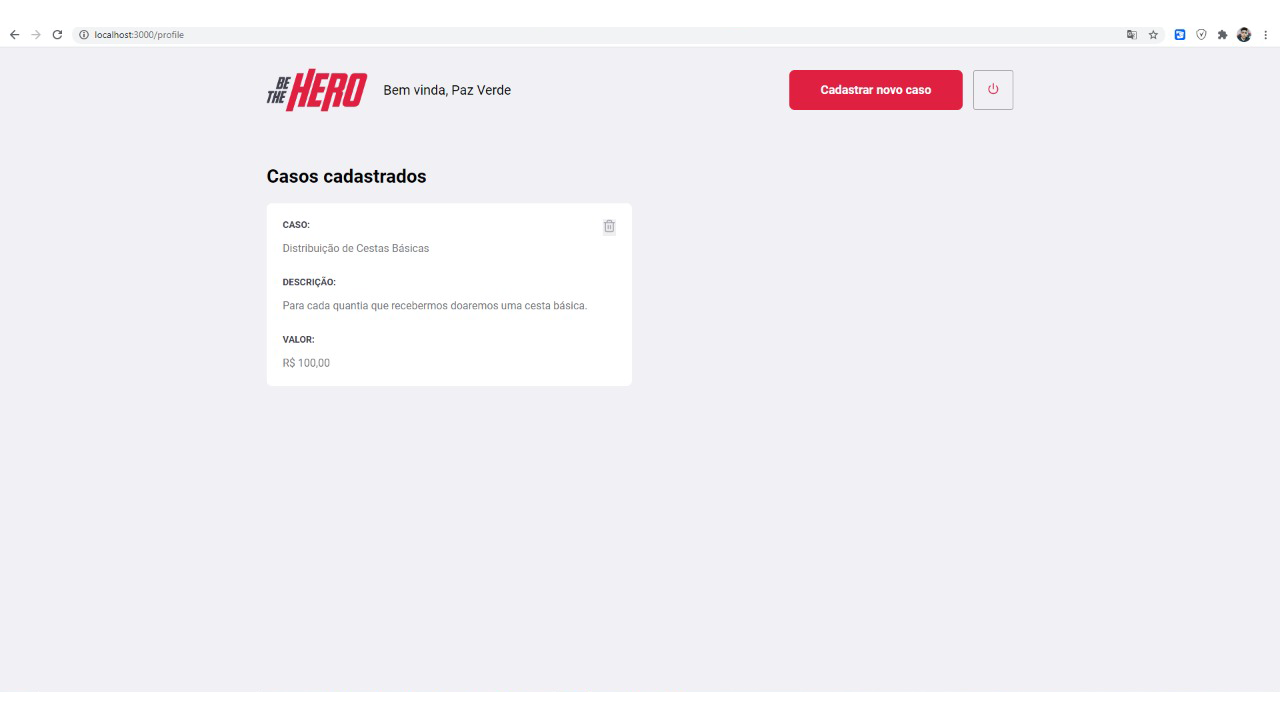 localhost:3000/profile
BE
THE HERO
Bem vinda, Paz Verde
Cadastrar novo caso
Casos cadastrados
CASO:
Distribuição de Cestas Básicas
DESCRIÇÃO:
Para cada quantia que recebermos doaremos uma cesta básica.
VALOR:
R$ 100,00